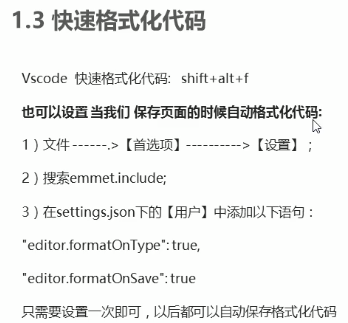 1.3 快速格式化代码
Vscode 快速格式化代码: shift+alt+f
也可以设置 当我们 保存页面的时候自动格式化代码:
1）文件 ------.>【首选项】---------->【设置】；
2）搜索emmet.include;
3）在settings.json下的【用户】中添加以下语句：
"editor.formatOnType": true,
"editor.formatOnSave": true
只需要设置一次即可，以后都可以自动保存格式化代码